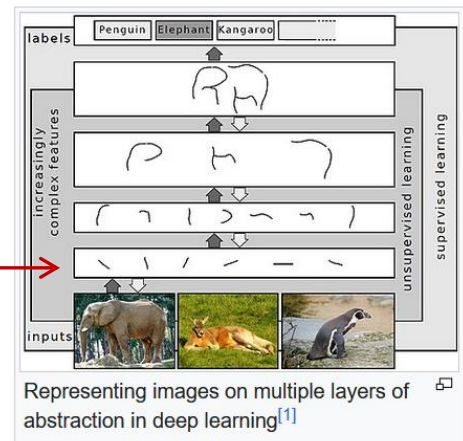 labels
Penguin Elephant Kangaroo
increasingly
complex features
unsupervised learning
supervised learning
inputs
Representing images on multiple layers of
abstraction in deep learning[1]